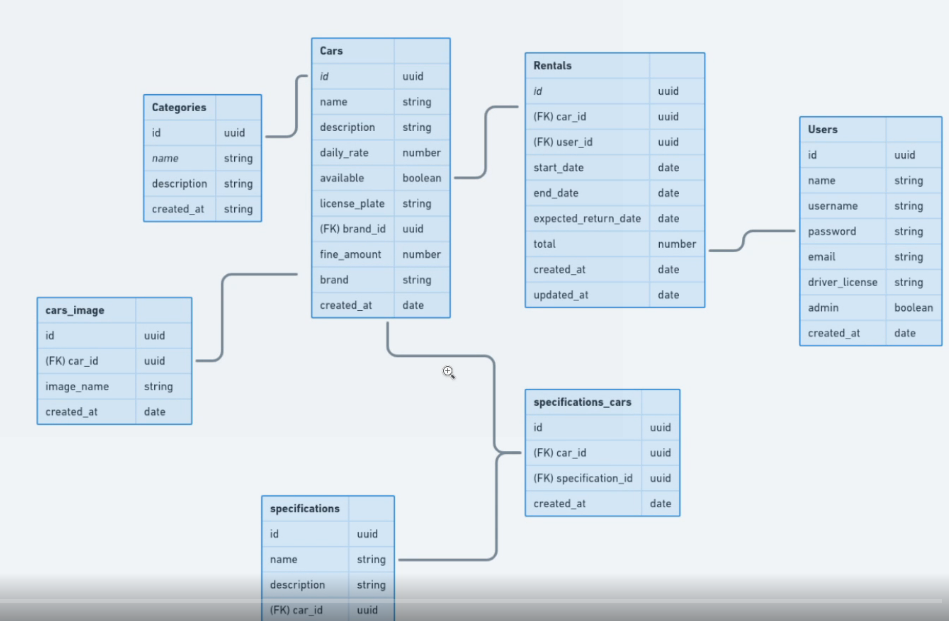 Cars
id uuid
name string
description string
daily_rate number
available boolean
license_plate string
(FK) brand_id uuid
fine_amount number
brand string
created_at date
Rentals
id uuid
(FK) car_id uuid
(FK) user_id uuid
start_date date
end_date date
expected_return_date date
total number
created_at date
updated_at date
Categories
id uuid
name string
description string
created_at string
Users
id uuid
name string
username string
password string
email string
driver_license string
admin boolean
created_at date
cars_image
id uuid
(FK) car_id uuid
image_name string
created_at date
specifications_cars
id uuid
(FK) car_id uuid
(FK) specification_id uuid
created_at date
specifications
id uuid
name string
description string
(FK) car_id uuid